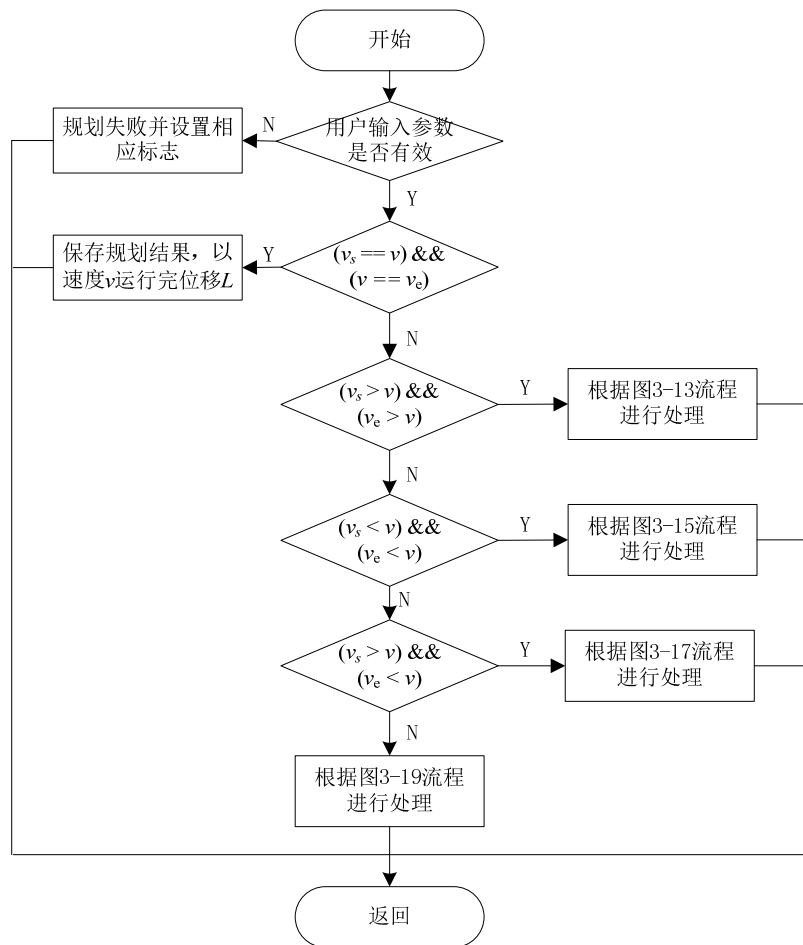 开始
用户输入参数
是否有效
N
规划失败并设置相
应标志
Y
(vs == v) &&
(v == ve)
Y
保存规划结果，以
速度v运行完位移L
N
(vs > v) &&
(ve > v)
Y
根据图3-13流程
进行处理
N
(vs < v) &&
(ve < v)
Y
根据图3-15流程
进行处理
N
(vs > v) &&
(ve < v)
Y
根据图3-17流程
进行处理
N
根据图3-19流程
进行处理
返回